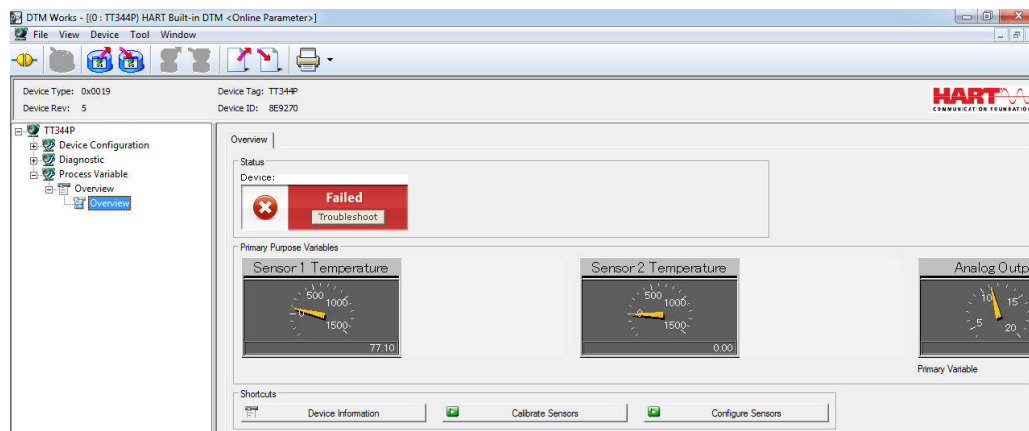 DTM Works - [(0 : TT344P) HART Built-in DTM <Online Parameter>]
File View Device Tool Window
Device Type: 0x0019
Device Tag: TT344P
Device Rev: 5
Device ID: 8E9270
HART
COMMUNICATION FOUNDATIO
TT344P
Device Configuration
Diagnostic
Process Variable
Overview
Overview
Overview
Status
Device:
Failed
Troubleshoot
Primary Purpose Variables
Sensor 1 Temperature
0 500 1000 1500
77.10
Sensor 2 Temperature
0 500 1000 1500
0.00
Analog Outp
5 10 15 20
Primary Variable
Shortcuts
Device Information
Calibrate Sensors
Configure Sensors